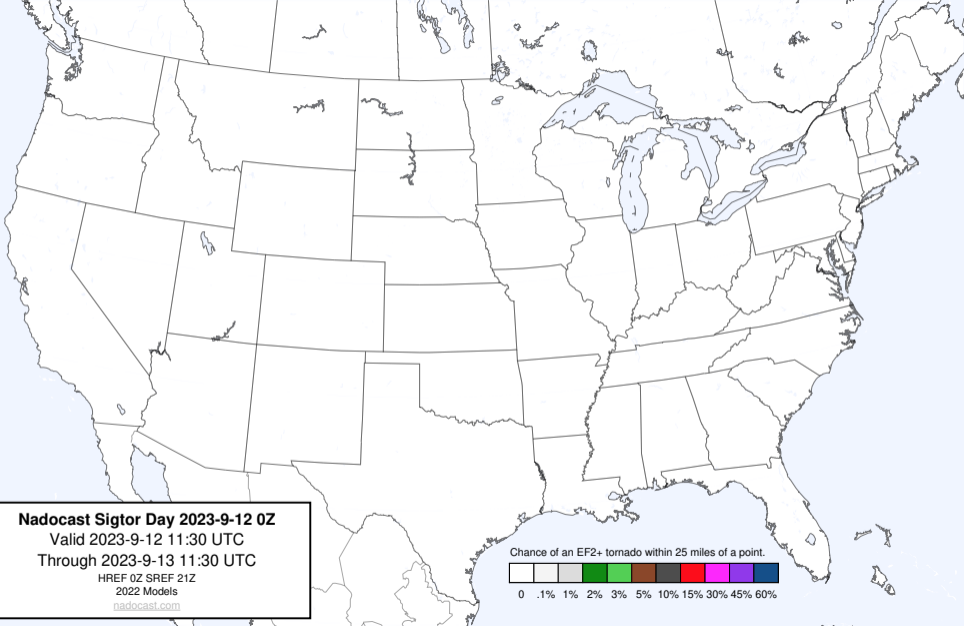 Nadocast Sigtor Day 2023-9-12 0Z
Valid 2023-9-12 11:30 UTC
Through 2023-9-13 11:30 UTC
HREF 0Z SREF 21Z
2022 Models
nadocast.com
Chance of an EF2+ tornado within 25 miles of a point.
0 .1% 1% 2% 3% 5% 10% 15% 30% 45% 60%